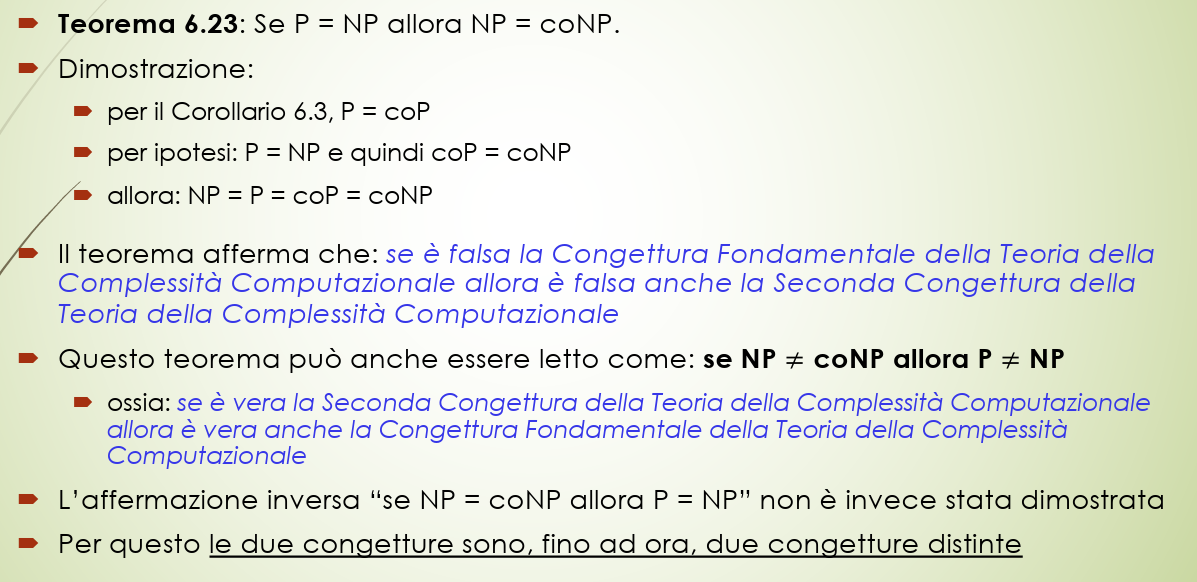 Teorema 6.23: Se P = NP allora NP = coNP.
Dimostrazione:
per il Corollario 6.3, P = coP
per ipotesi: P = NP e quindi coP = coNP
allora: NP = P = coP = coNP
Il teorema afferma che: se è falsa la Congettura Fondamentale della Teoria della
Complessità Computazionale allora è falsa anche la Seconda Congettura della
Teoria della Complessità Computazionale
Questo teorema può anche essere letto come: se NP ≠ coNP allora P ≠ NP
ossia: se è vera la Seconda Congettura della Teoria della Complessità Computazionale
allora è vera anche la Congettura Fondamentale della Teoria della Complessità
Computazionale
L’affermazione inversa “se NP = coNP allora P = NP” non è invece stata dimostrata
Per questo le due congetture sono, fino ad ora, due congetture distinte